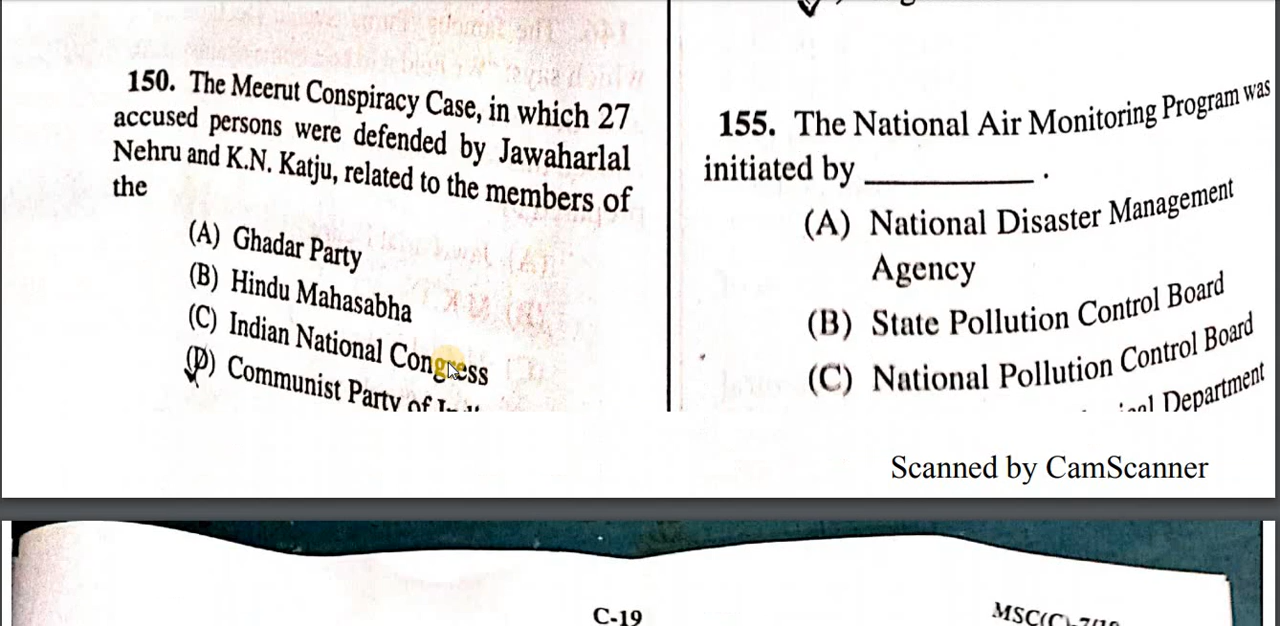 150. The Meerut Conspiracy Case, in which 27
accused persons were defended by Jawaharlal
Nehru and K.N. Katju, related to the members of
the
(A) Ghadar Party
(B) Hindu Mahasabha
(C) Indian National Congress
(D) Communist Party of
155. The National Air Monitoring Program was
initiated by __________ .
(A) National Disaster Management
Agency
(B) State Pollution Control Board
(C) National Pollution Control Board
Department
Scanned by CamScanner
C-19